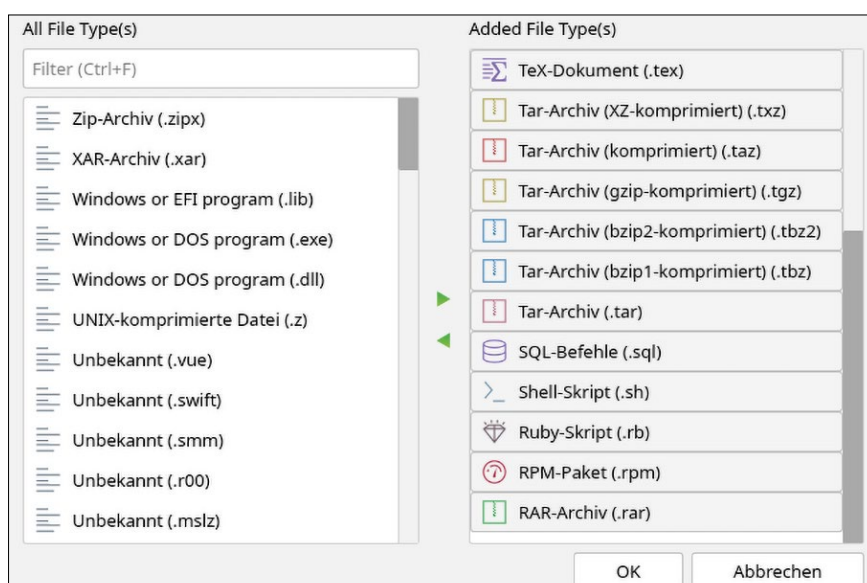 All File Type(s)
Filter (Ctrl+F)
Zip-Archiv (.zipx)
XAR-Archiv (.xar)
Windows or EFI program (.lib)
Windows or DOS program (.exe)
Windows or DOS program (.dll)
UNIX-komprimierte Datei (.z)
Unbekannt (.vue)
Unbekannt (.swift)
Unbekannt (.smm)
Unbekannt (.r00)
Unbekannt (.mslz)
Added File Type(s)
TeX-Dokument (.tex)
Tar-Archiv (XZ-komprimiert) (.txz)
Tar-Archiv (komprimiert) (.taz)
Tar-Archiv (gzip-komprimiert) (.tgz)
Tar-Archiv (bzip2-komprimiert) (.tbz2)
Tar-Archiv (bzip1-komprimiert) (.tbz)
Tar-Archiv (.tar)
SQL-Befehle (.sql)
Shell-Skript (.sh)
Ruby-Skript (.rb)
RPM-Paket (.rpm)
RAR-Archiv (.rar)
OK
Abbrechen